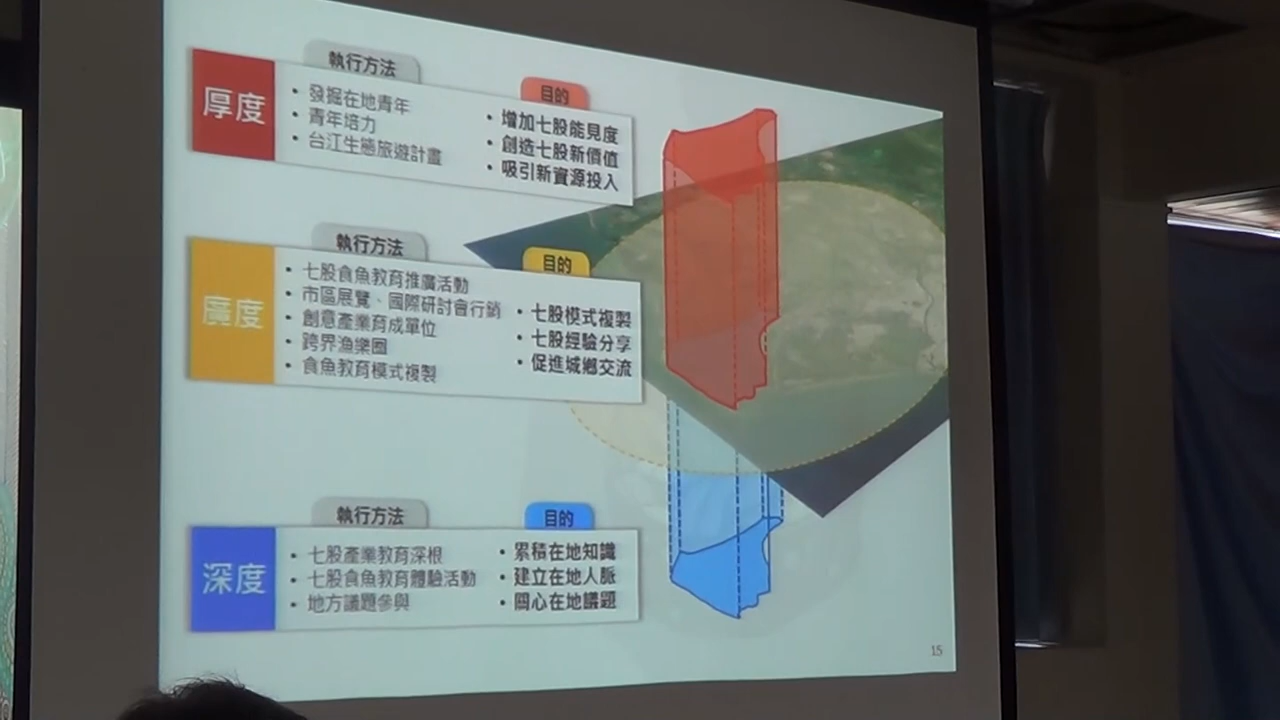 厚度
執行方法
• 發掘在地青年
• 青年培力
• 台江生態旅遊計畫
目的
• 增加七股能見度
• 創造七股新價值
• 吸引新資源投入
廣度
執行方法
• 七股食魚教育推廣活動
• 市區展覽、國際研討會行銷
• 創意產業育成單位
• 跨界漁樂圈
• 食魚教育模式複製
目的
• 七股模式複製
• 七股經驗分享
• 促進城鄉交流
深度
執行方法
• 七股產業教育深根
• 七股食魚教育體驗活動
• 地方議題參與
目的
• 累積在地知識
• 建立在地人脈
• 關心在地議題
15